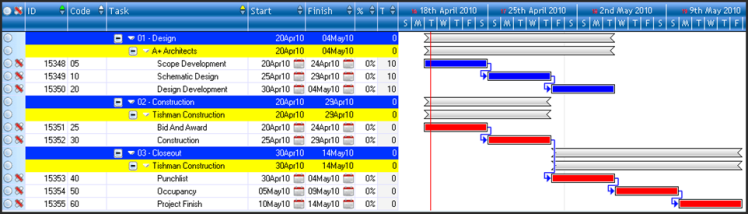 ID Code Task Start Finish % T 18th April 2010 25th April 2010 2nd May 2010 9th May 2010
S M T W T F S S M T W T F S S M T W T F S S M T W T F
01 - Design 20Apr10 04May10 0
A+ Architects 20Apr10 04May10 0
15348 05 Scope Development 20Apr10 24Apr10 0% 10
15349 10 Schematic Design 25Apr10 29Apr10 0% 10
15350 20 Design Development 30Apr10 04May10 0% 10
02 - Construction 20Apr10 29Apr10 0
Tishman Construction 20Apr10 29Apr10 0
15351 25 Bid And Award 20Apr10 24Apr10 0% 0
15352 30 Construction 25Apr10 29Apr10 0% 0
03 - Closeout 30Apr10 14May10 0
Tishman Construction 30Apr10 14May10 0
15353 40 Punchlist 30Apr10 04May10 0% 0
15354 50 Occupancy 05May10 09May10 0% 0
15355 60 Project Finish 10May10 14May10 0% 0